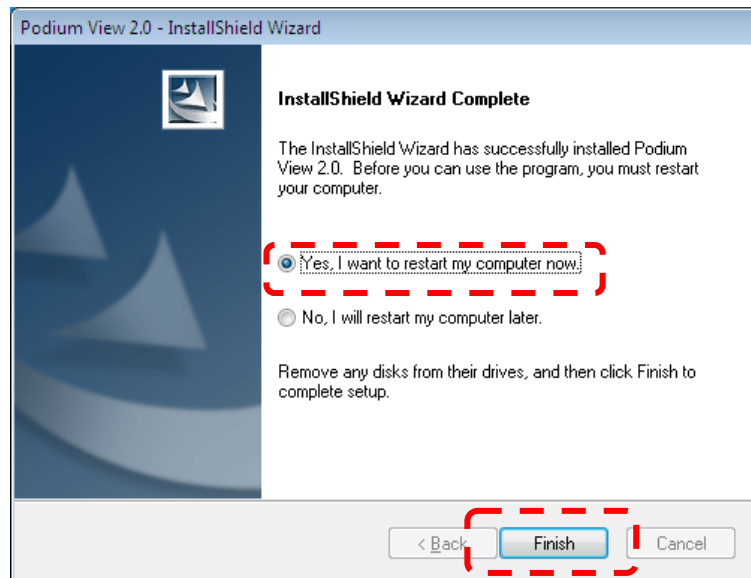 Podium View 2.0 - InstallShield Wizard
InstallShield Wizard Complete
The InstallShield Wizard has successfully installed Podium
View 2.0.  Before you can use the program, you must restart
your computer.
Yes, I want to restart my computer now.
No, I will restart my computer later.
Remove any disks from their drives, and then click Finish to
complete setup.
< Back
Finish
Cancel